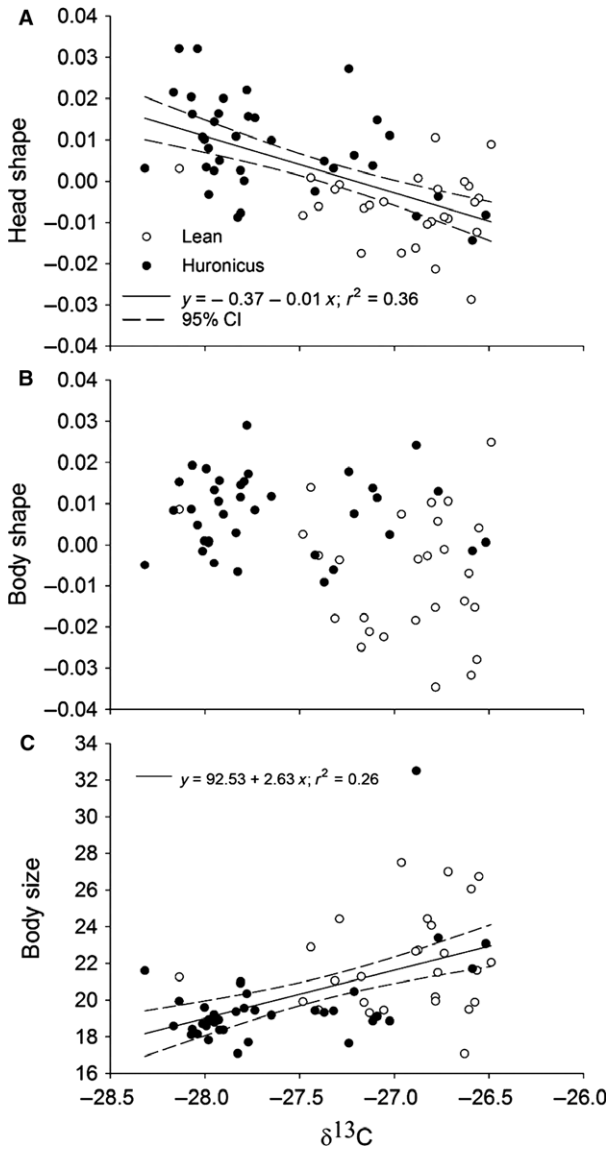 A
Head shape
0.04
0.03
0.02
0.01
0.00
–0.01
–0.02
–0.03
–0.04
Lean
Huronicus
y = – 0.37 – 0.01 x; r² = 0.36
95% CI
B
Body shape
0.04
0.03
0.02
0.01
0.00
–0.01
–0.02
–0.03
–0.04
C
Body size
34
32
30
28
26
24
22
20
18
16
y = 92.53 + 2.63 x; r² = 0.26
–28.5 –28.0 –27.5 –27.0 –26.5 –26.0
δ¹³C